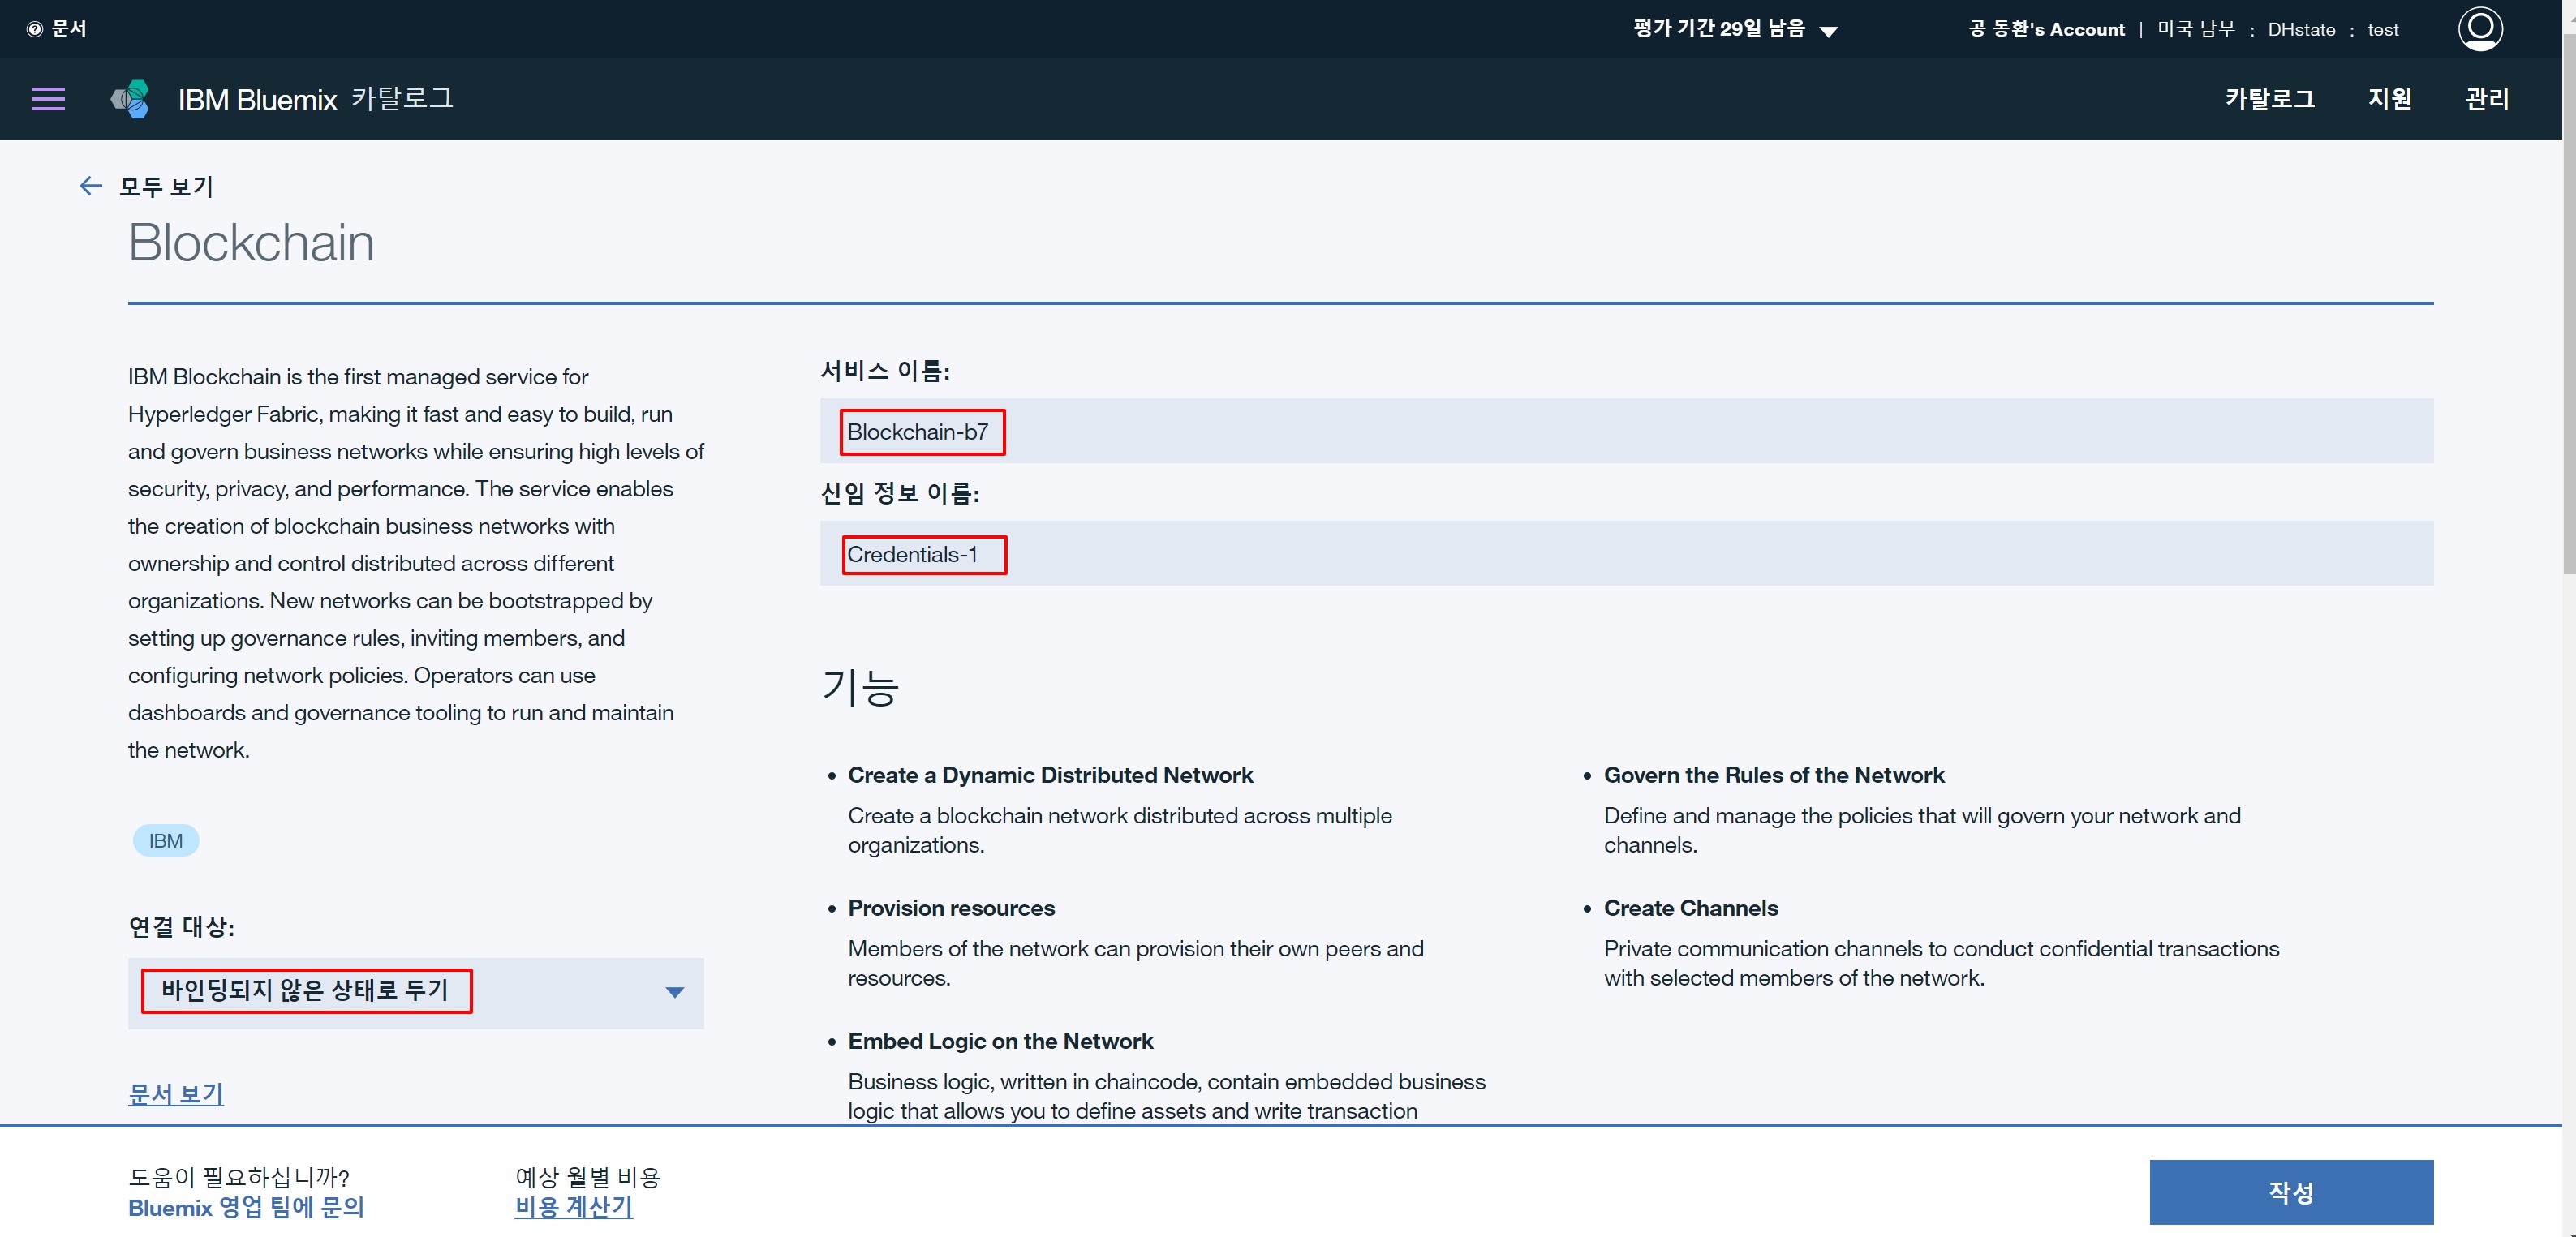 문서
평가 기간 29일 남음
공 동환's Account | 미국 남부 : DHstate : test
IBM Bluemix 카탈로그
카탈로그 지원 관리
모두 보기
Blockchain
IBM Blockchain is the first managed service for
Hyperledger Fabric, making it fast and easy to build, run
and govern business networks while ensuring high levels of
security, privacy, and performance. The service enables
the creation of blockchain business networks with
ownership and control distributed across different
organizations. New networks can be bootstrapped by
setting up governance rules, inviting members, and
configuring network policies. Operators can use
dashboards and governance tooling to run and maintain
the network.
IBM
연결 대상:
바인딩되지 않은 상태로 두기
문서 보기
서비스 이름:
Blockchain-b7
신임 정보 이름:
Credentials-1
기능
• Create a Dynamic Distributed Network
Create a blockchain network distributed across multiple
organizations.
• Provision resources
Members of the network can provision their own peers and
resources.
• Embed Logic on the Network
Business logic, written in chaincode, contain embedded business
logic that allows you to define assets and write transaction
• Govern the Rules of the Network
Define and manage the policies that will govern your network and
channels.
• Create Channels
Private communication channels to conduct confidential transactions
with selected members of the network.
도움이 필요하십니까?
Bluemix 영업 팀에 문의
예상 월별 비용
비용 계산기
작성